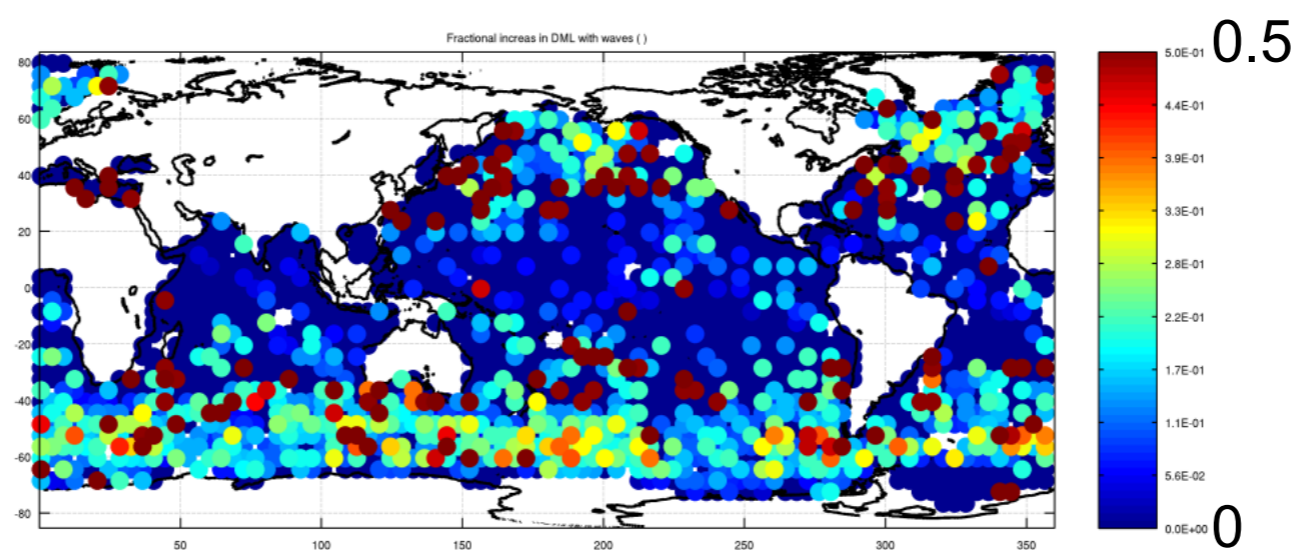 Fractional increas in DML with waves ( )
80
60
40
20
0
-20
-40
-60
-80
50
100
150
200
250
300
350
5.0E-01
4.4E-01
3.9E-01
3.3E-01
2.8E-01
2.2E-01
1.7E-01
1.1E-01
5.6E-02
0.0E+00
0.5
0